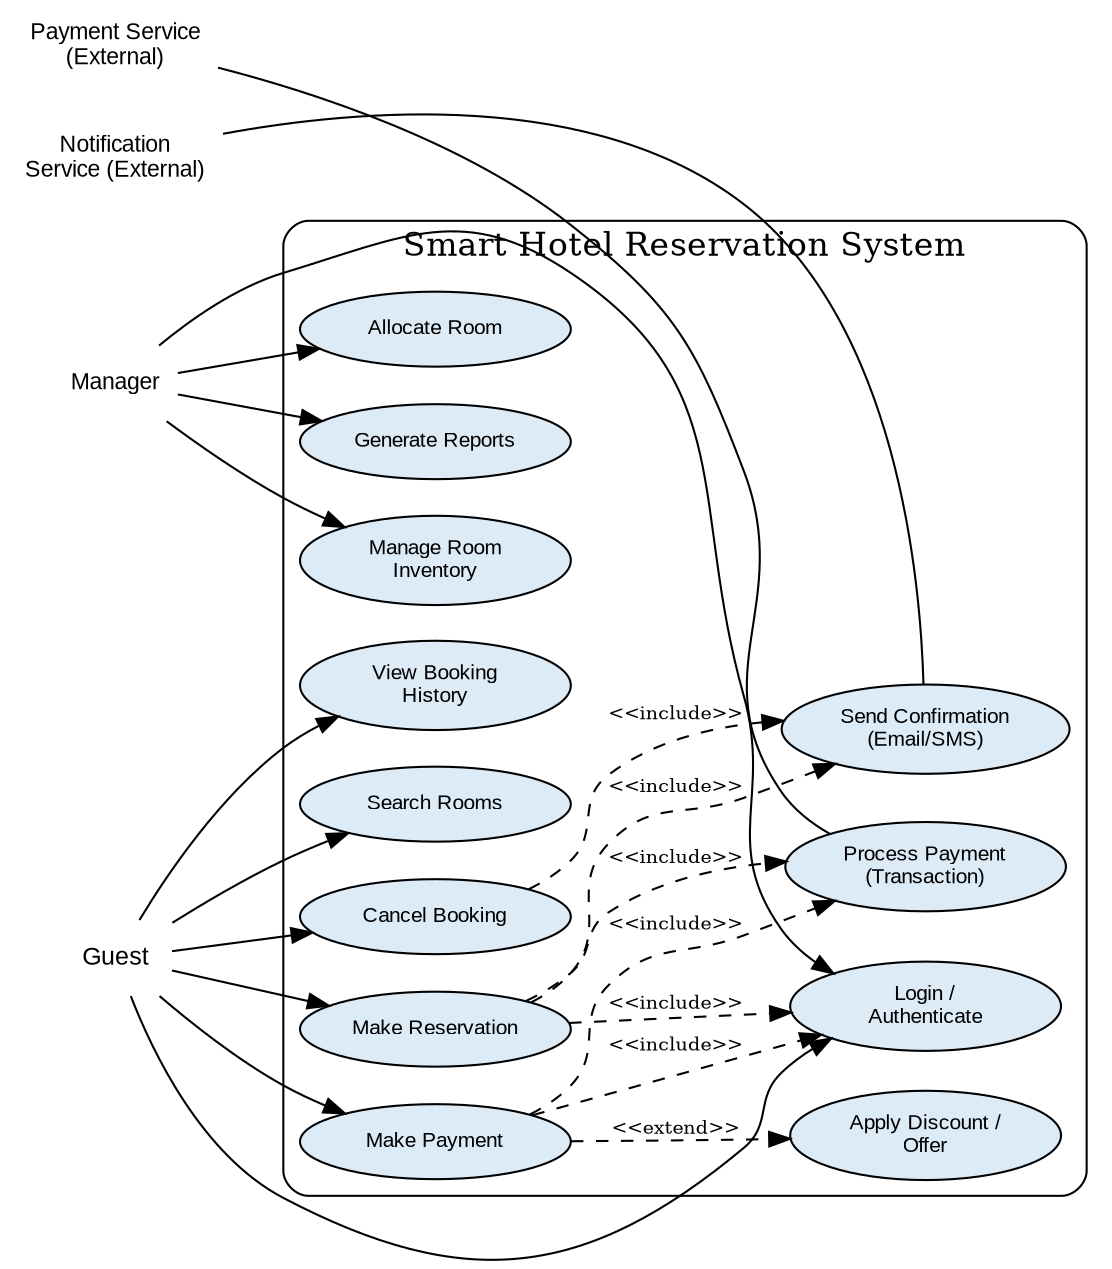 Payment Service
(External)
Notification
Service (External)
Smart Hotel Reservation System
Allocate Room
Manager
Generate Reports
Manage Room
Inventory
View Booking
History
<<include>>
Send Confirmation
(Email/SMS)
<<include>>
Search Rooms
<<include>>
Process Payment
(Transaction)
Cancel Booking
<<include>>
Guest
<<include>>
Login /
Authenticate
Make Reservation
<<include>>
<<extend>>
Apply Discount /
Offer
Make Payment